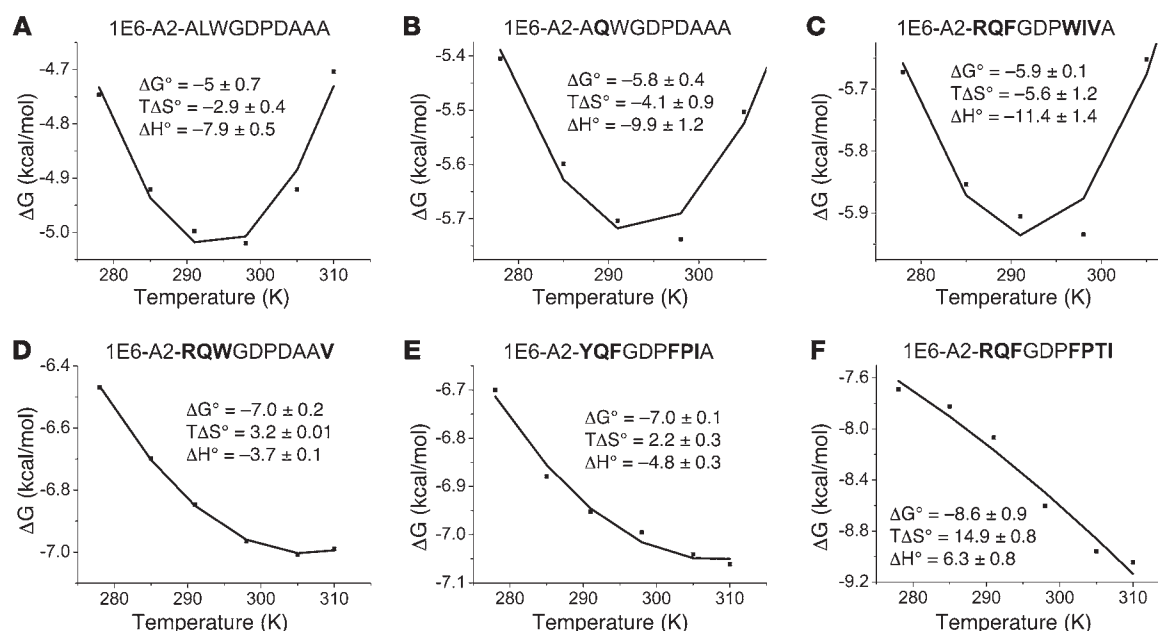 A 1E6-A2-ALWGDPDAAA
ΔG° = –5 ± 0.7
TΔS° = –2.9 ± 0.4
ΔH° = –7.9 ± 0.5
ΔG (kcal/mol)
-4.7
-4.8
-4.9
-5.0
280 290 300 310
Temperature (K)
B 1E6-A2-AQWGDPDAAA
ΔG° = –5.8 ± 0.4
TΔS° = –4.1 ± 0.9
ΔH° = –9.9 ± 1.2
ΔG (kcal/mol)
-5.4
-5.5
-5.6
-5.7
280 290 300
Temperature (K)
C 1E6-A2-RQFGDPWIVA
ΔG° = –5.9 ± 0.1
TΔS° = –5.6 ± 1.2
ΔH° = –11.4 ± 1.4
ΔG (kcal/mol)
-5.7
-5.8
-5.9
280 290 300
Temperature (K)
D 1E6-A2-RQWGDPDAAV
ΔG° = –7.0 ± 0.2
TΔS° = 3.2 ± 0.01
ΔH° = –3.7 ± 0.1
ΔG (kcal/mol)
-6.4
-6.6
-6.8
-7.0
280 290 300 310
Temperature (K)
E 1E6-A2-YQFGDPFPIA
ΔG° = –7.0 ± 0.1
TΔS° = 2.2 ± 0.3
ΔH° = –4.8 ± 0.3
ΔG (kcal/mol)
-6.6
-6.7
-6.8
-6.9
-7.0
-7.1
280 290 300 310
Temperature (K)
F 1E6-A2-RQFGDPFPTI
ΔG° = –8.6 ± 0.9
TΔS° = 14.9 ± 0.8
ΔH° = 6.3 ± 0.8
ΔG (kcal/mol)
-7.6
-8.0
-8.4
-8.8
-9.2
280 290 300 310
Temperature (K)